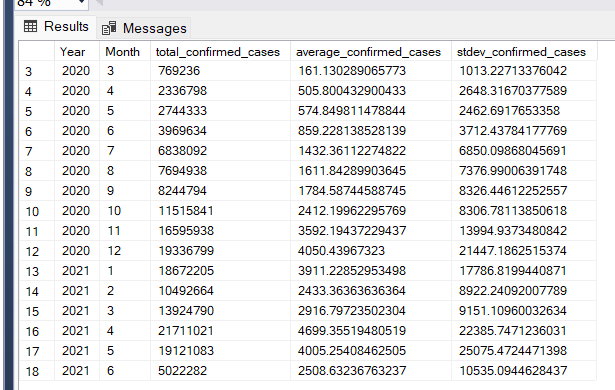 84 %
Results Messages
Year Month total_confirmed_cases average_confirmed_cases stdev_confirmed_cases
3 2020 3 769236 161.130289065773 1013.22713376042
4 2020 4 2336798 505.800432900433 2648.31670377589
5 2020 5 2744333 574.849811478844 2462.6917653358
6 2020 6 3969634 859.228138528139 3712.43784177769
7 2020 7 6838092 1432.36112274822 6850.09868045691
8 2020 8 7694938 1611.84289903645 7376.99006391748
9 2020 9 8244794 1784.58744588745 8326.44612252557
10 2020 10 11515841 2412.19962295769 8306.78113850618
11 2020 11 16595938 3592.19437229437 13994.9373480842
12 2020 12 19336799 4050.43967323 21447.1862515374
13 2021 1 18672205 3911.22852953498 17786.8199440871
14 2021 2 10492664 2433.36363636364 8922.24092007789
15 2021 3 13924790 2916.79723502304 9151.10960032634
16 2021 4 21711021 4699.35519480519 22385.7471236031
17 2021 5 19121083 4005.25408462505 25075.4724471398
18 2021 6 5022282 2508.63236763237 10535.0944628437